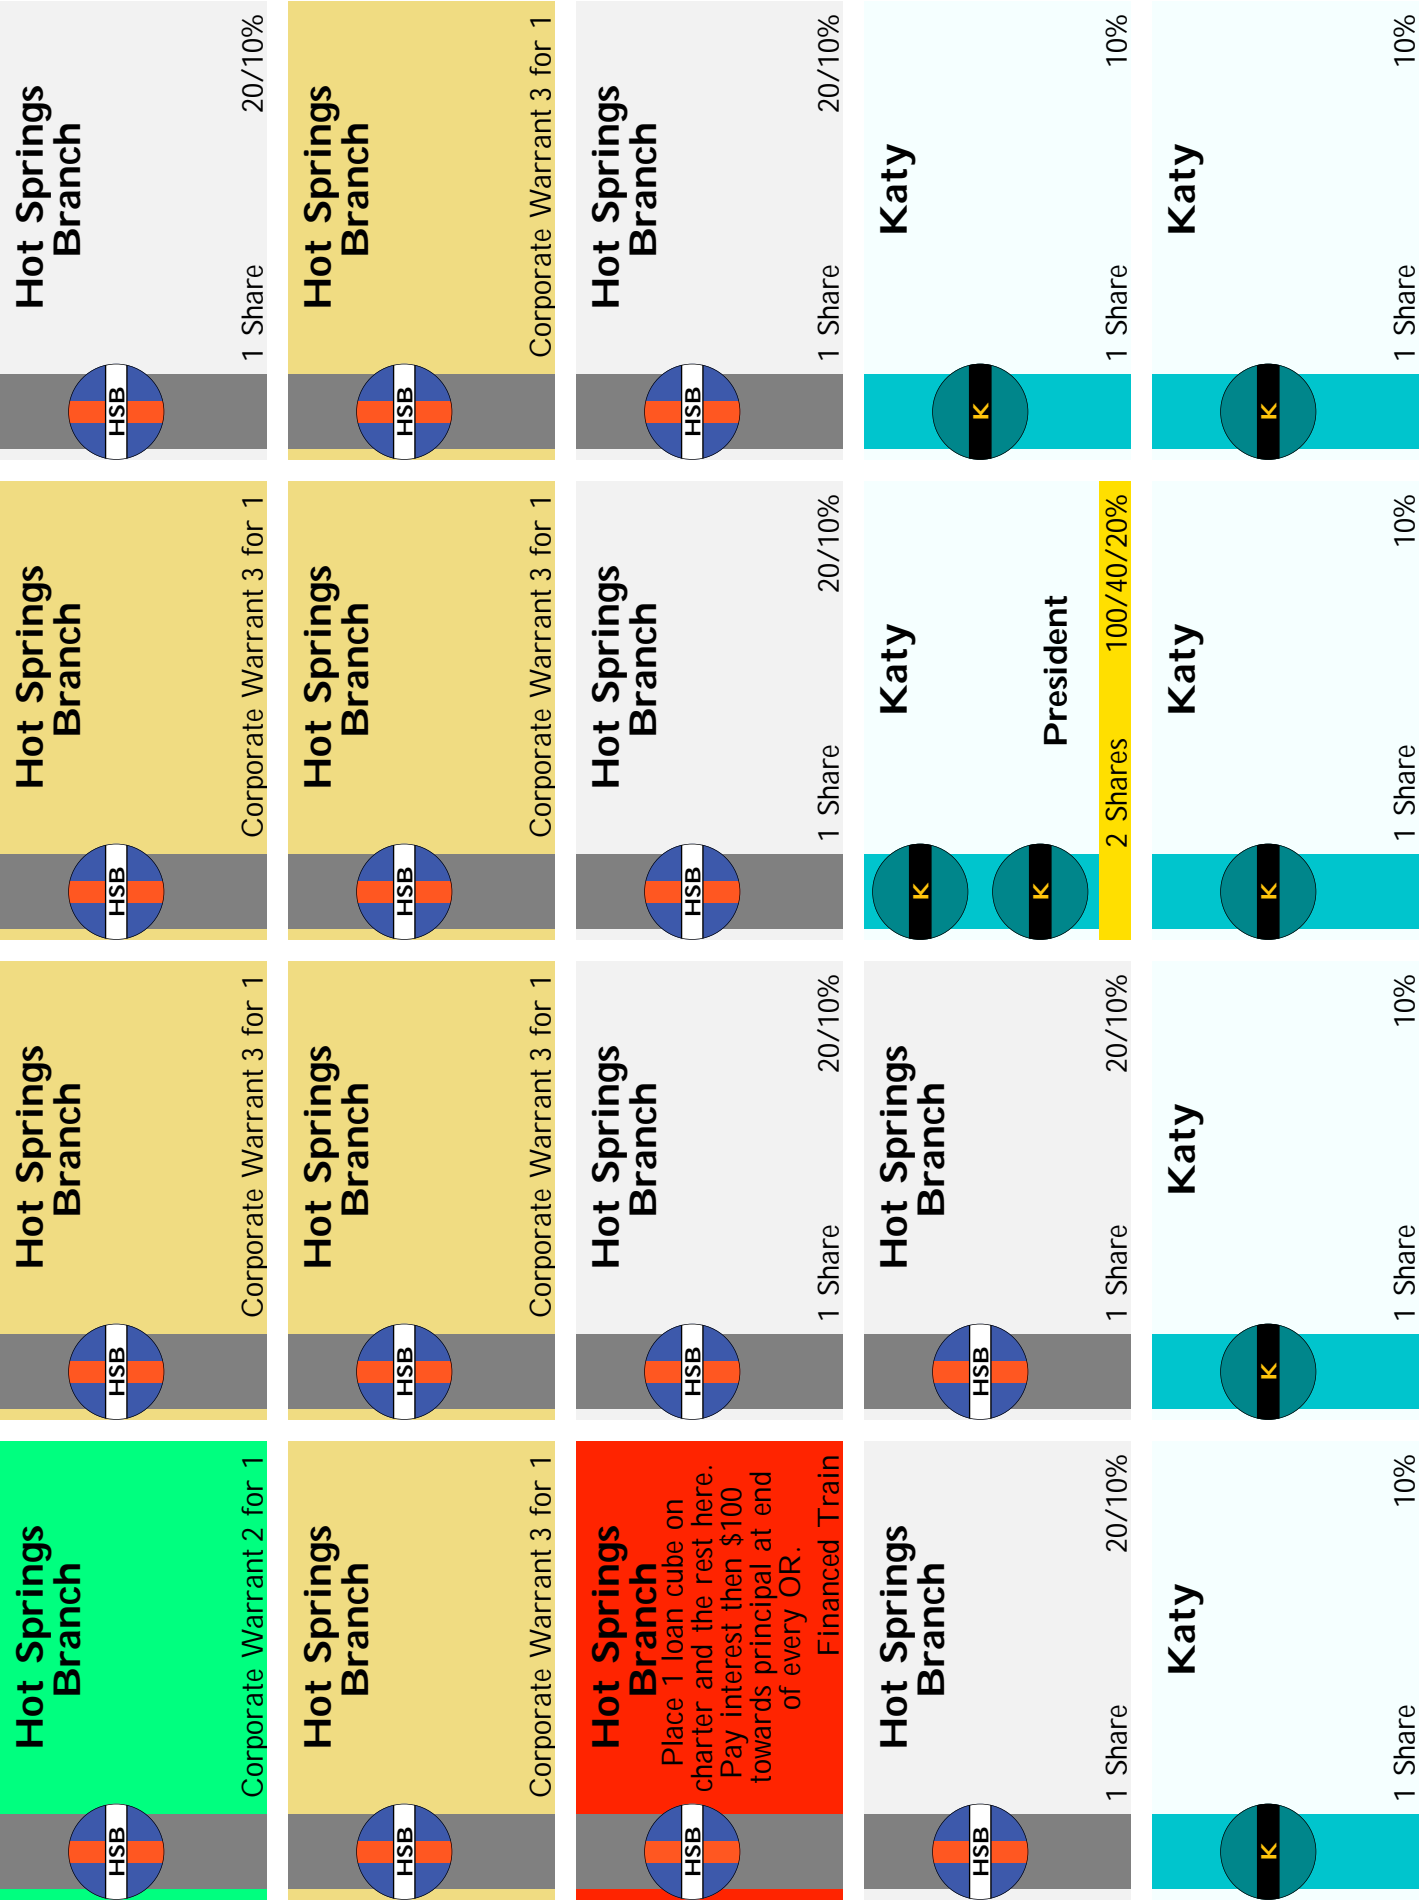 HSB
Hot Springs
Branch
Corporate Warrant 2 for 1
HSB
Hot Springs
Branch
Corporate Warrant 3 for 1
HSB
Hot Springs
Branch
Corporate Warrant 3 for 1
HSB
Hot Springs
Branch
1 Share 20/10%
HSB
Hot Springs
Branch
Corporate Warrant 3 for 1
HSB
Hot Springs
Branch
Corporate Warrant 3 for 1
HSB
Hot Springs
Branch
Corporate Warrant 3 for 1
HSB
Hot Springs
Branch
Corporate Warrant 3 for 1
HSB
Hot Springs
Branch
Place 1 loan cube on
charter and the rest here.
Pay interest then $100
towards principal at end
of every OR.
Financed Train
HSB
Hot Springs
Branch
1 Share 20/10%
HSB
Hot Springs
Branch
1 Share 20/10%
HSB
Hot Springs
Branch
1 Share 20/10%
HSB
Hot Springs
Branch
1 Share 20/10%
HSB
Hot Springs
Branch
1 Share 20/10%
K
K
Katy
President
2 Shares 100/40/20%
K
Katy
1 Share 10%
K
Katy
1 Share 10%
K
Katy
1 Share 10%
K
Katy
1 Share 10%
K
Katy
1 Share 10%